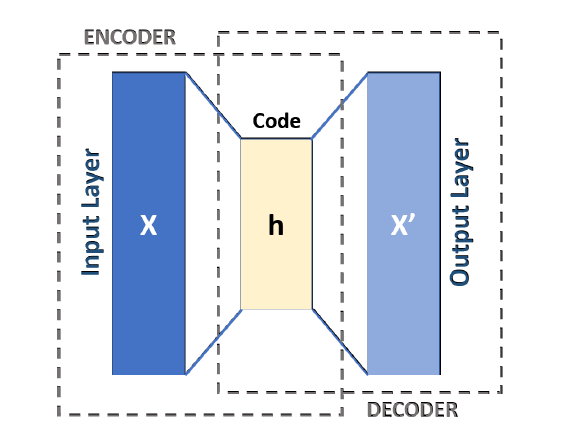 ENCODER
Code
Input Layer
X
h
X’
Output Layer
DECODER